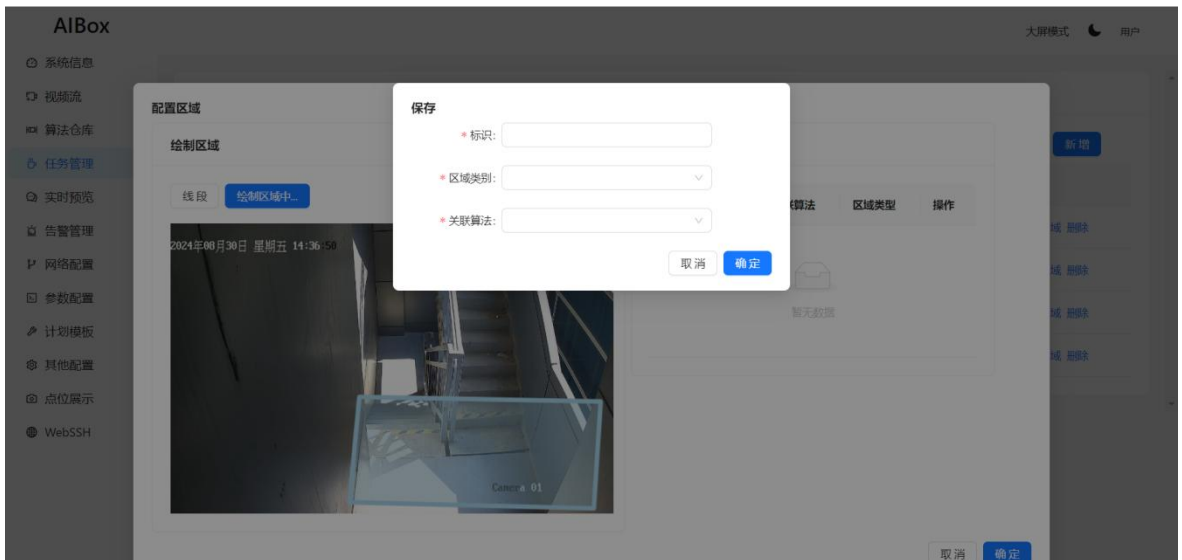 AIBox
大屏模式 用户
系统信息
视频流
算法仓库
任务管理
实时预览
告警管理
网络配置
参数配置
计划模板
其他配置
点位展示
WebSSH
新增
域 删除
域 删除
域 删除
域 删除
配置区域
绘制区域
线段 绘制区域中...
2024年08月30日 星期五 14:36:50
Camera 01
算法 区域类型 操作
暂无数据
取消 确定
保存
* 标识:
* 区域类别:
* 关联算法:
取消 确定